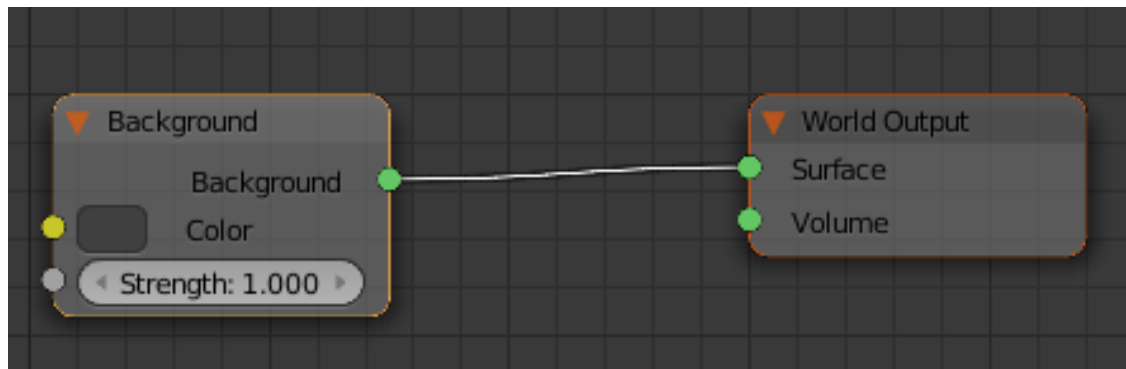 Background
Background
Color
Strength: 1.000
World Output
Surface
Volume